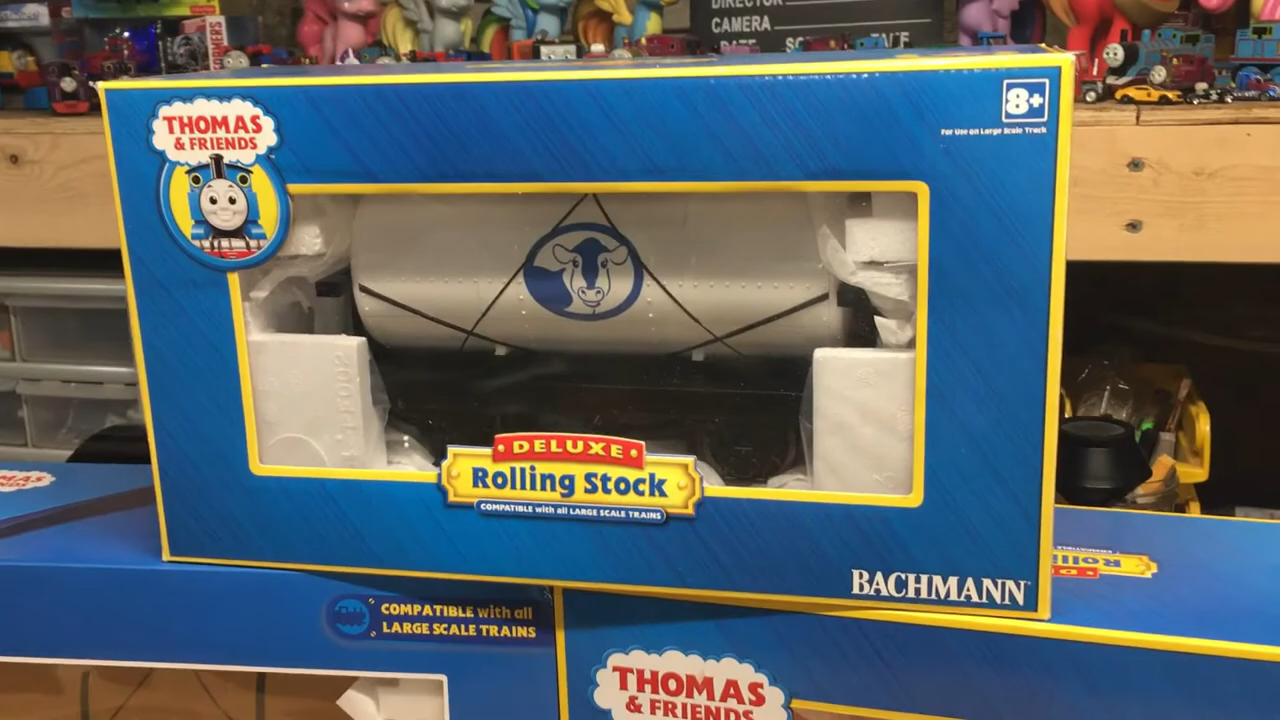 DIRECTOR
CAMERA
DATE
THOMAS
& FRIENDS
8+
For Use on Large Scale Track
DELUXE
Rolling Stock
COMPATIBLE with all LARGE SCALE TRAINS
BACHMANN
COMPATIBLE with all
LARGE SCALE TRAINS
THOMAS
& FRIENDS